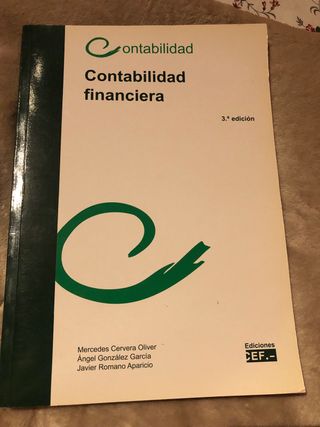 Contabilidad
Contabilidad
financiera
3.ª edición
Mercedes Cervera Oliver
Ángel González García
Javier Romano Aparicio
Ediciones
CEF.-